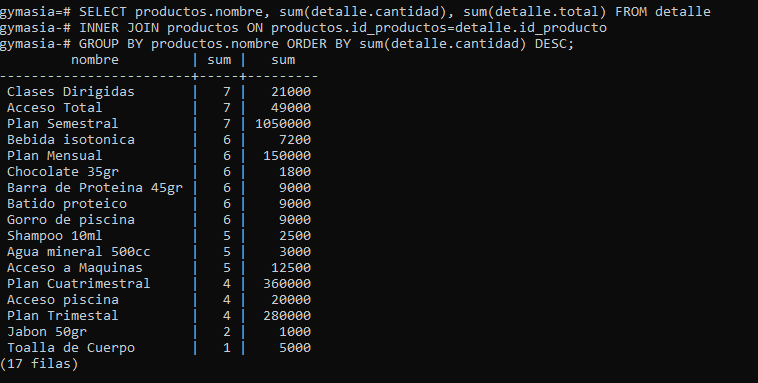 gymasia=# SELECT productos.nombre, sum(detalle.cantidad), sum(detalle.total) FROM detalle
gymasia-# INNER JOIN productos ON productos.id_productos=detalle.id_producto
gymasia-# GROUP BY productos.nombre ORDER BY sum(detalle.cantidad) DESC;
        nombre         | sum |   sum
-----------------------+-----+---------
 Clases Dirigidas      |   7 |   21000
 Acceso Total          |   7 |   49000
 Plan Semestral        |   7 | 1050000
 Bebida isotonica      |   6 |    7200
 Plan Mensual          |   6 |  150000
 Chocolate 35gr        |   6 |    1800
 Barra de Proteina 45gr |   6 |    9000
 Batido proteico       |   6 |    9000
 Gorro de piscina      |   6 |    9000
 Shampoo 10ml          |   5 |    2500
 Agua mineral 500cc    |   5 |    3000
 Acceso a Maquinas     |   5 |   12500
 Plan Cuatrimestral    |   4 |  360000
 Acceso piscina        |   4 |   20000
 Plan Trimestal        |   4 |  280000
 Jabon 50gr            |   2 |    1000
 Toalla de Cuerpo      |   1 |    5000
(17 filas)